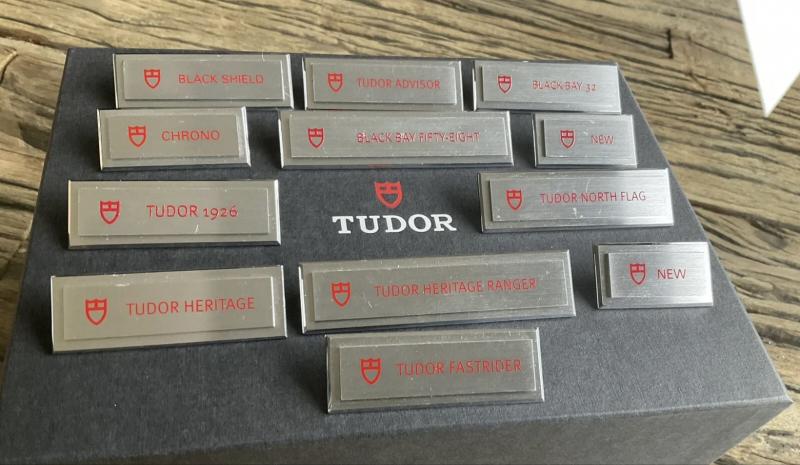 BLACK SHIELD
TUDOR ADVISOR
BLACK BAY 32
CHRONO
BLACK BAY FIFTY-EIGHT
NEW
TUDOR 1926
TUDOR
TUDOR NORTH FLAG
TUDOR HERITAGE
TUDOR HERITAGE RANGER
NEW
TUDOR FASTRIDER